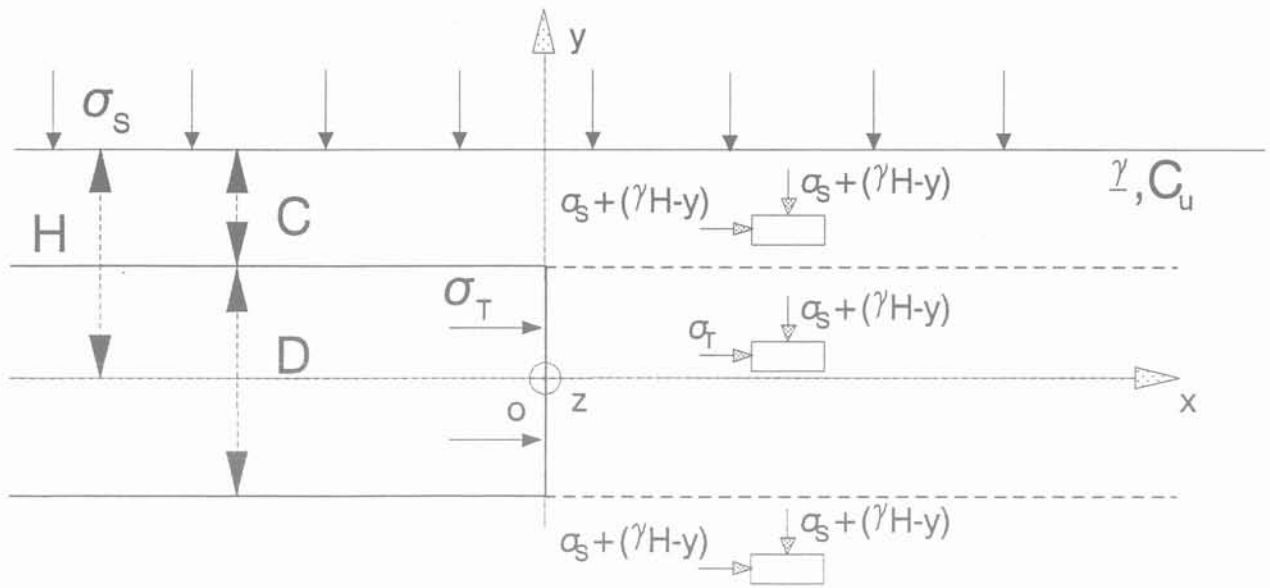 y
σS
γ, Cu
σS + (γH-y)
σS + (γH-y)
H
C
σT
σS + (γH-y)
D
σT
o
z
x
σS + (γH-y)
σS + (γH-y)